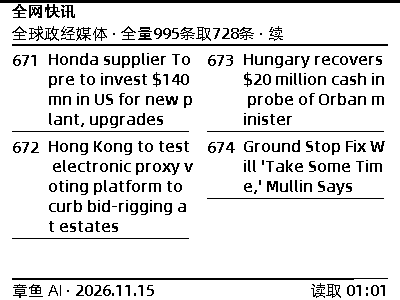 全网快讯
全球政经媒体 · 全量995条取728条 · 续
671 Honda supplier To
pre to invest $140
mn in US for new p
lant, upgrades
672 Hong Kong to test
electronic proxy v
oting platform to
curb bid-rigging a
t estates
673 Hungary recovers
$20 million cash in
probe of Orban m
inister
674 Ground Stop Fix W
ill 'Take Some Tim
e,' Mullin Says
章鱼 AI · 2026.11.15
读取 01:01